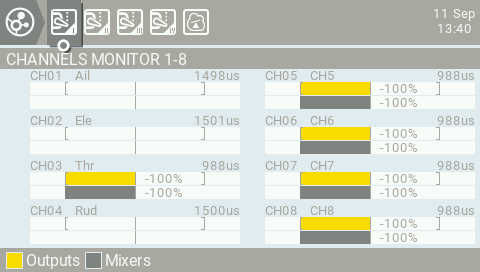 11 Sep
13:40
CHANNELS MONITOR 1-8
CH01 Ail 1498us
CH02 Ele 1501us
CH03 Thr 988us
-100%
-100%
CH04 Rud 1500us
CH05 CH5 988us
-100%
-100%
CH06 CH6 988us
-100%
-100%
CH07 CH7 988us
-100%
-100%
CH08 CH8 988us
-100%
-100%
Outputs Mixers